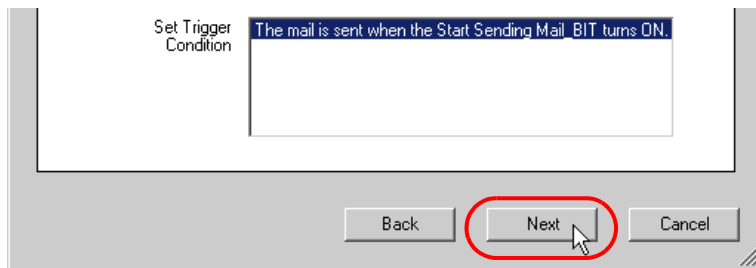 Set Trigger
Condition
The mail is sent when the Start Sending Mail_BIT turns ON.
Back
Next
Cancel